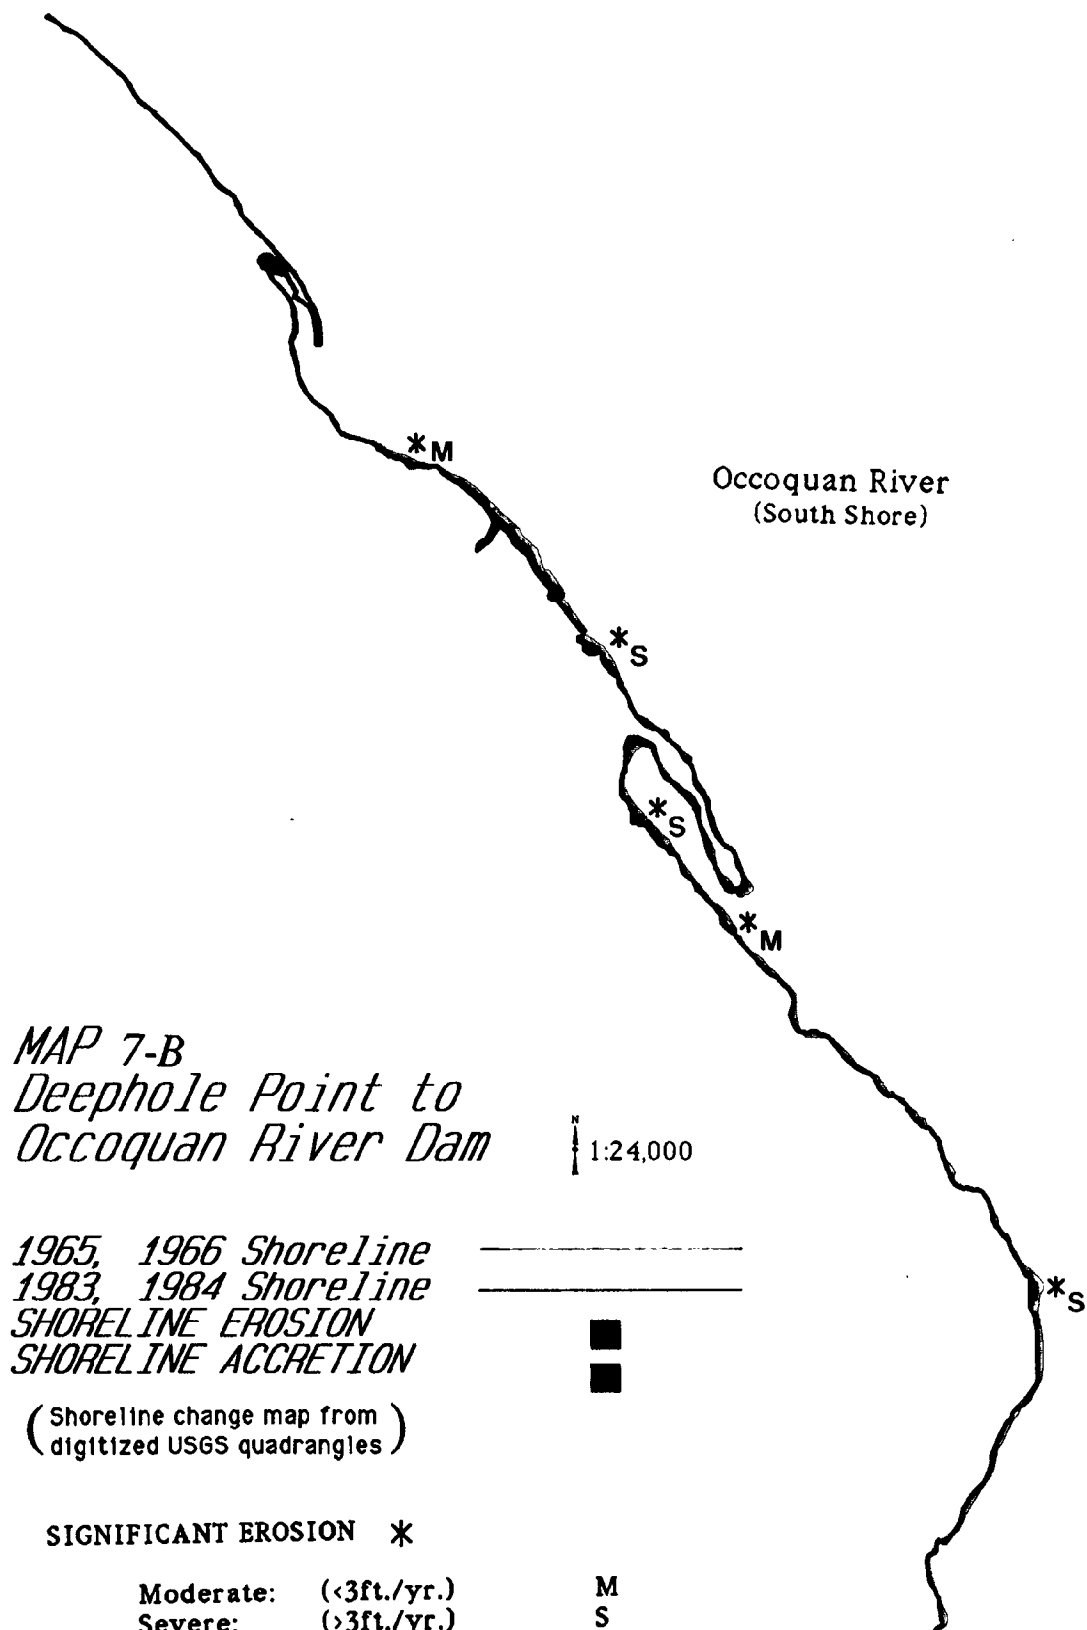 * M
Occoquan River
(South Shore)
* S
* S
* M
MAP 7-B
Deephole Point to
Occoquan River Dam
N
1:24,000
1965, 1966 Shoreline
1983, 1984 Shoreline
* S
SHORELINE EROSION
SHORELINE ACCRETION
(Shoreline change map from
digitized USGS quadrangles)
SIGNIFICANT EROSION *
Moderate: (<3ft./yr.) M
Severe: (>3ft./yr.) S